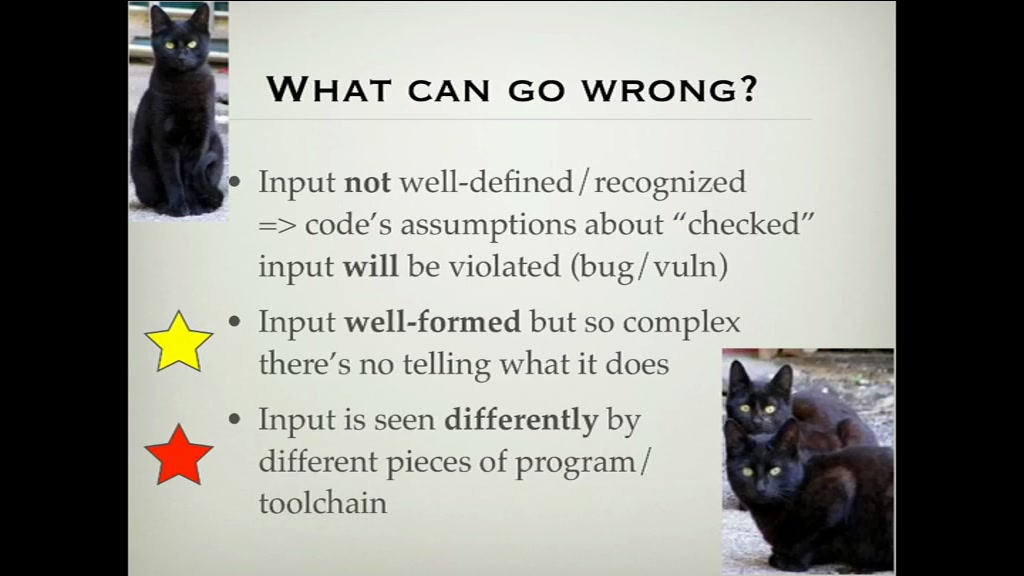 WHAT CAN GO WRONG?
• Input not well-defined/recognized
=> code's assumptions about “checked”
input will be violated (bug/vuln)
• Input well-formed but so complex
there's no telling what it does
• Input is seen differently by
different pieces of program/
toolchain